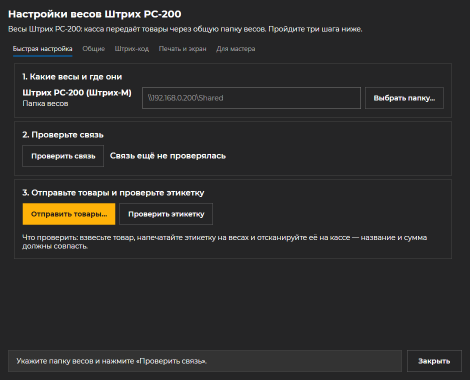 Настройки весов Штрих PC-200
Весы Штрих PC-200: касса передаёт товары через общую папку весов. Пройдите три шага ниже.
Быстрая настройка Общие Штрих-код Печать и экран Для мастера
1. Какие весы и где они
Штрих PC-200 (Штрих-М)
Папка весов
\\192.168.0.200\Shared
Выбрать папку...
2. Проверьте связь
Проверить связь
Связь ещё не проверялась
3. Отправьте товары и проверьте этикетку
Отправить товары...
Проверить этикетку
Что проверить: взвесьте товар, напечатайте этикетку на весах и отсканируйте её на кассе — название и сумма
должны совпасть.
Укажите папку весов и нажмите «Проверить связь».
Закрыть